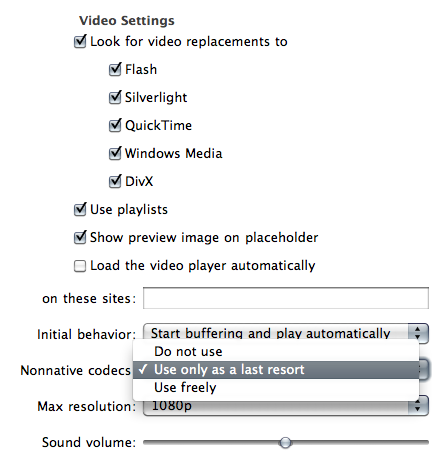 Video Settings
Look for video replacements to
Flash
Silverlight
QuickTime
Windows Media
DivX
Use playlists
Show preview image on placeholder
Load the video player automatically
on these sites:
Initial behavior: Start buffering and play automatically
Do not use
Nonnative codecs: ✓ Use only as a last resort
Use freely
Max resolution: 1080p
Sound volume: